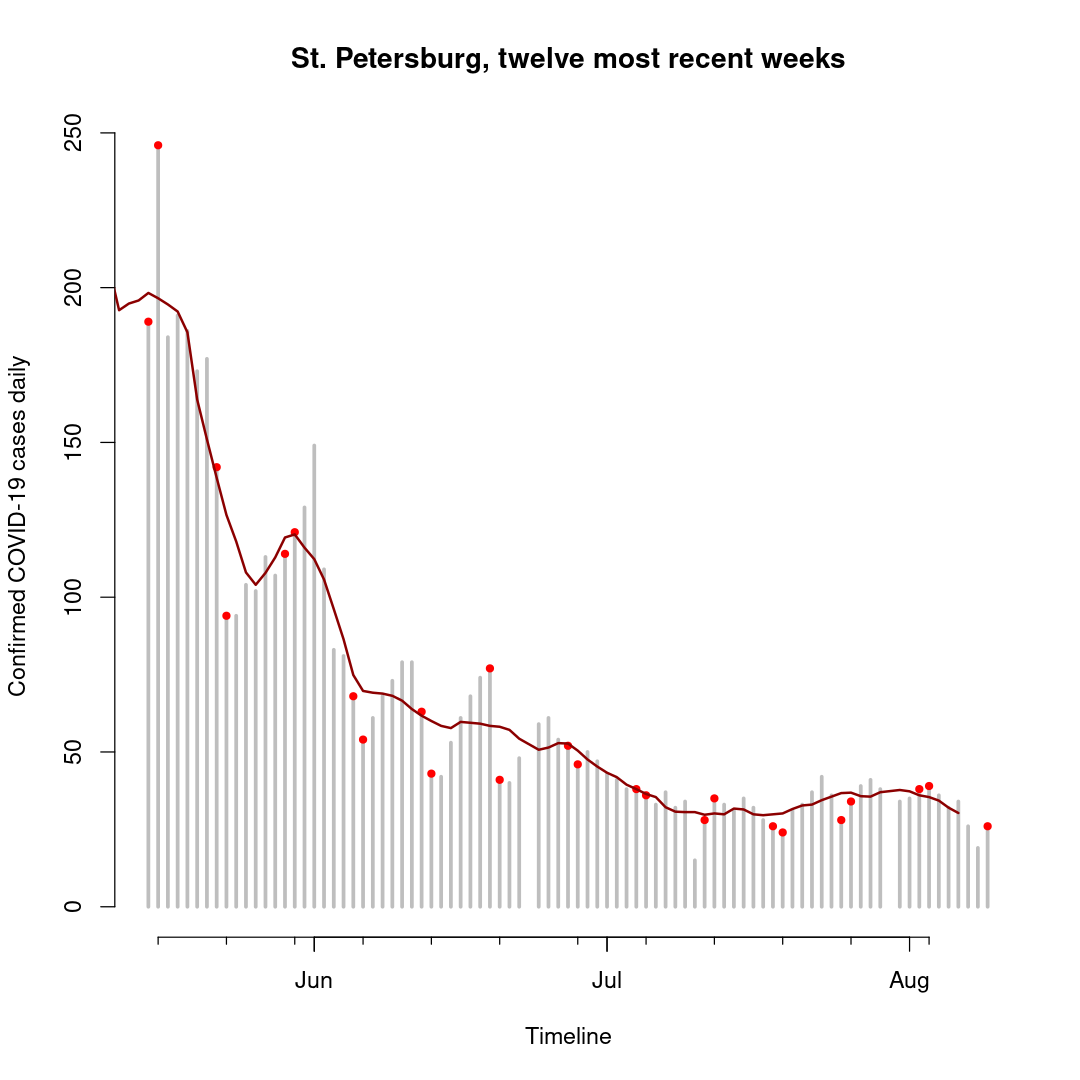 St. Petersburg, twelve most recent weeks
Confirmed COVID-19 cases daily
250
200
150
100
50
0
Jun Jul Aug
Timeline